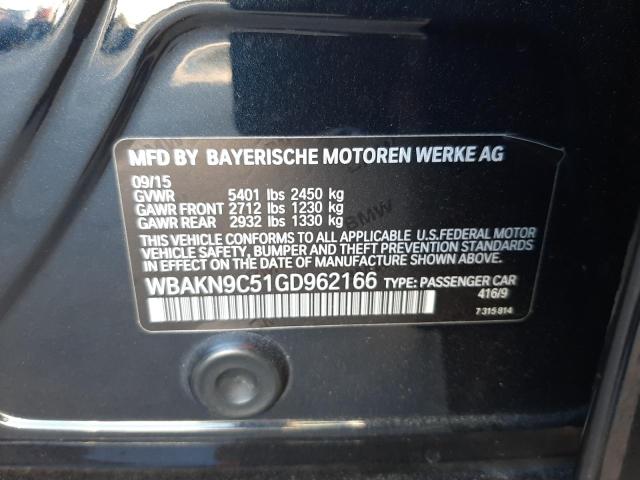 MFD BY BAYERISCHE MOTOREN WERKE AG
09/15
GVWR 5401 lbs 2450 kg
GAWR FRONT 2712 lbs 1230 kg
GAWR REAR 2932 lbs 1330 kg
THIS VEHICLE CONFORMS TO ALL APPLICABLE U.S.FEDERAL MOTOR
VEHICLE SAFETY, BUMPER AND THEFT PREVENTION STANDARDS
IN EFFECT ON THE DATE OF MANUFACTURE SHOWN ABOVE.
WBAKN9C51GD962166 TYPE: PASSENGER CAR
416/9
7 315 814